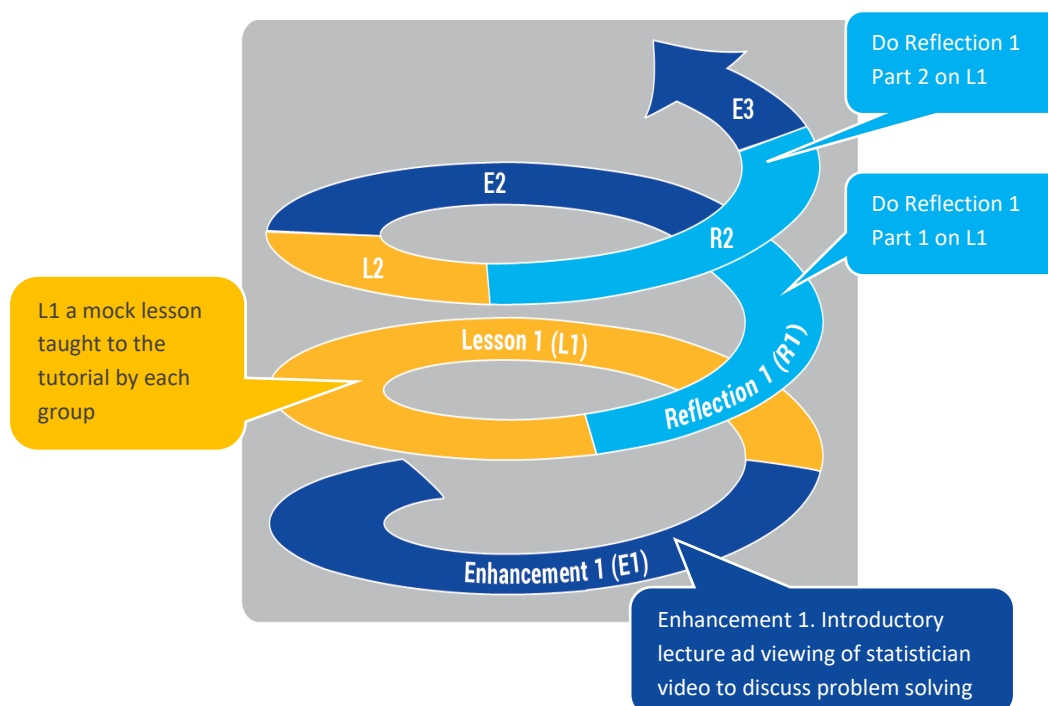 Do Reflection 1
Part 2 on L1
E3
E2
Do Reflection 1
Part 1 on L1
R2
L2
L1 a mock lesson
taught to the
tutorial by each
group
Lesson 1 (L1)
Reflection 1 (R1)
Enhancement 1 (E1)
Enhancement 1. Introductory
lecture ad viewing of statistician
video to discuss problem solving